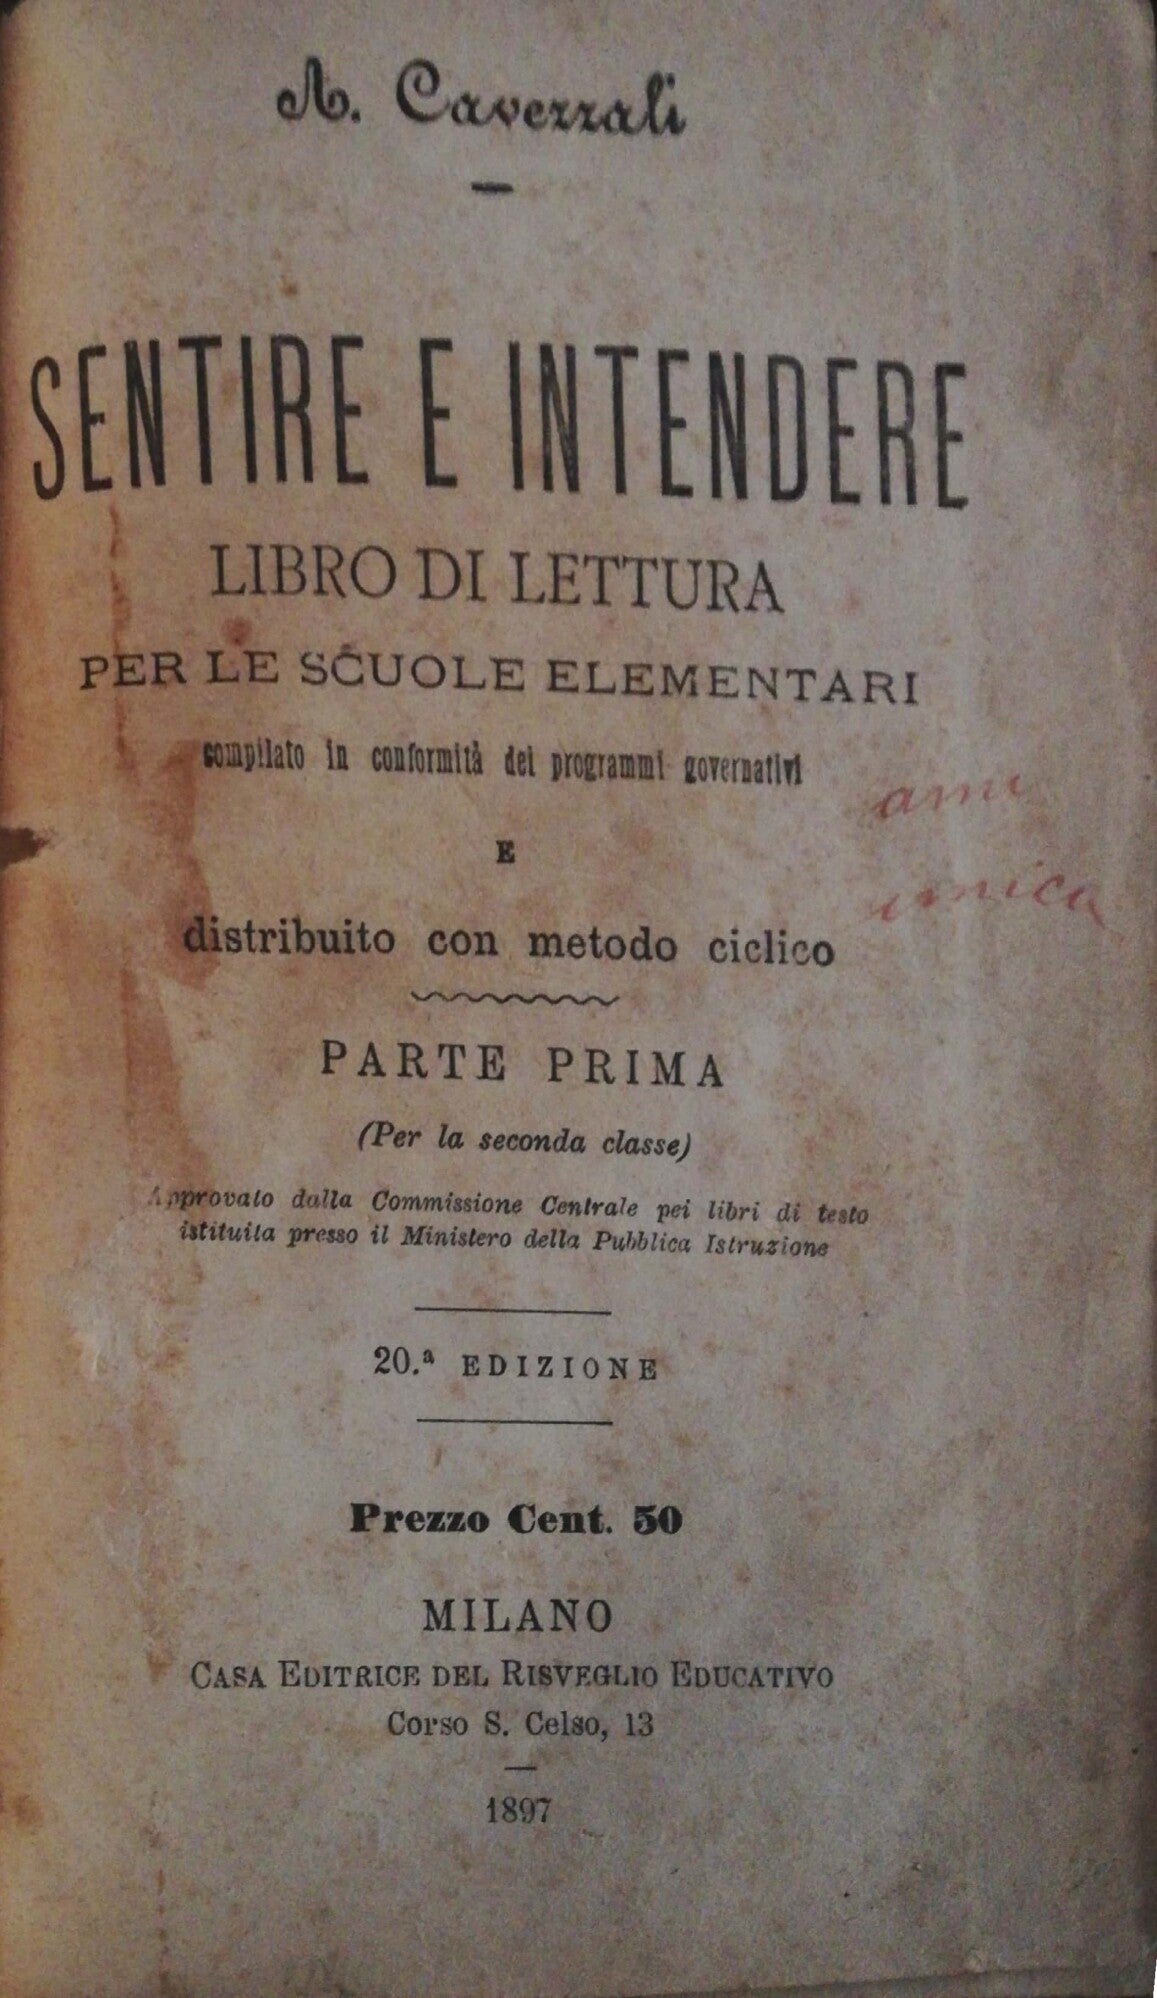 A. Cavezzali
SENTIRE E INTENDERE
LIBRO DI LETTURA
PER LE SCUOLE ELEMENTARI
compilato in conformità dei programmi governativi
E
distribuito con metodo ciclico
PARTE PRIMA
(Per la seconda classe)
Approvato dalla Commissione Centrale pei libri di testo
istituita presso il Ministero della Pubblica Istruzione
20.ª EDIZIONE
Prezzo Cent. 50
MILANO
CASA EDITRICE DEL RISVEGLIO EDUCATIVO
Corso S. Celso, 13
1897